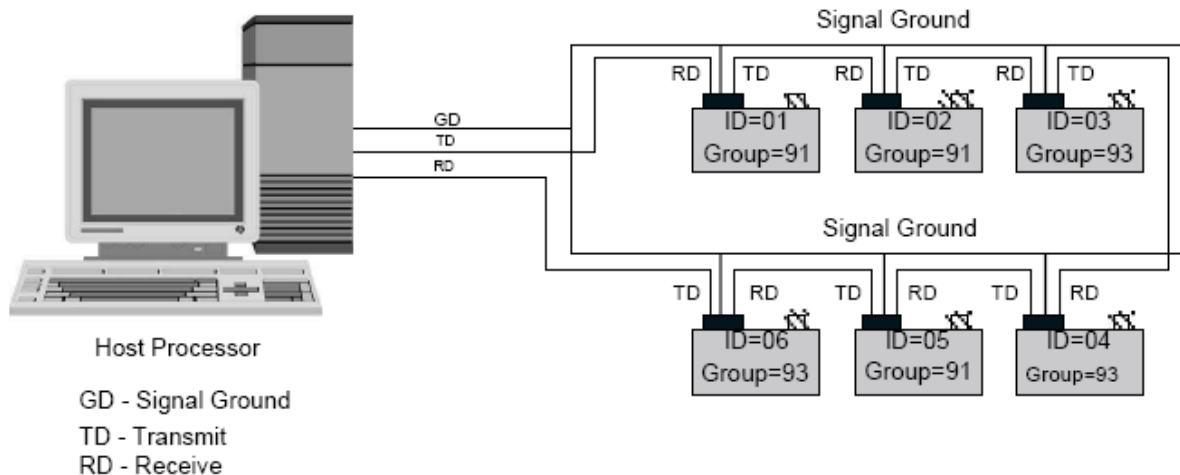 Signal Ground
RD TD RD TD RD TD
ID=01
Group=91
ID=02
Group=91
ID=03
Group=93
GD
TD
RD
Signal Ground
TD RD TD RD TD RD
ID=06
Group=93
ID=05
Group=91
ID=04
Group=93
Host Processor
GD - Signal Ground
TD - Transmit
RD - Receive